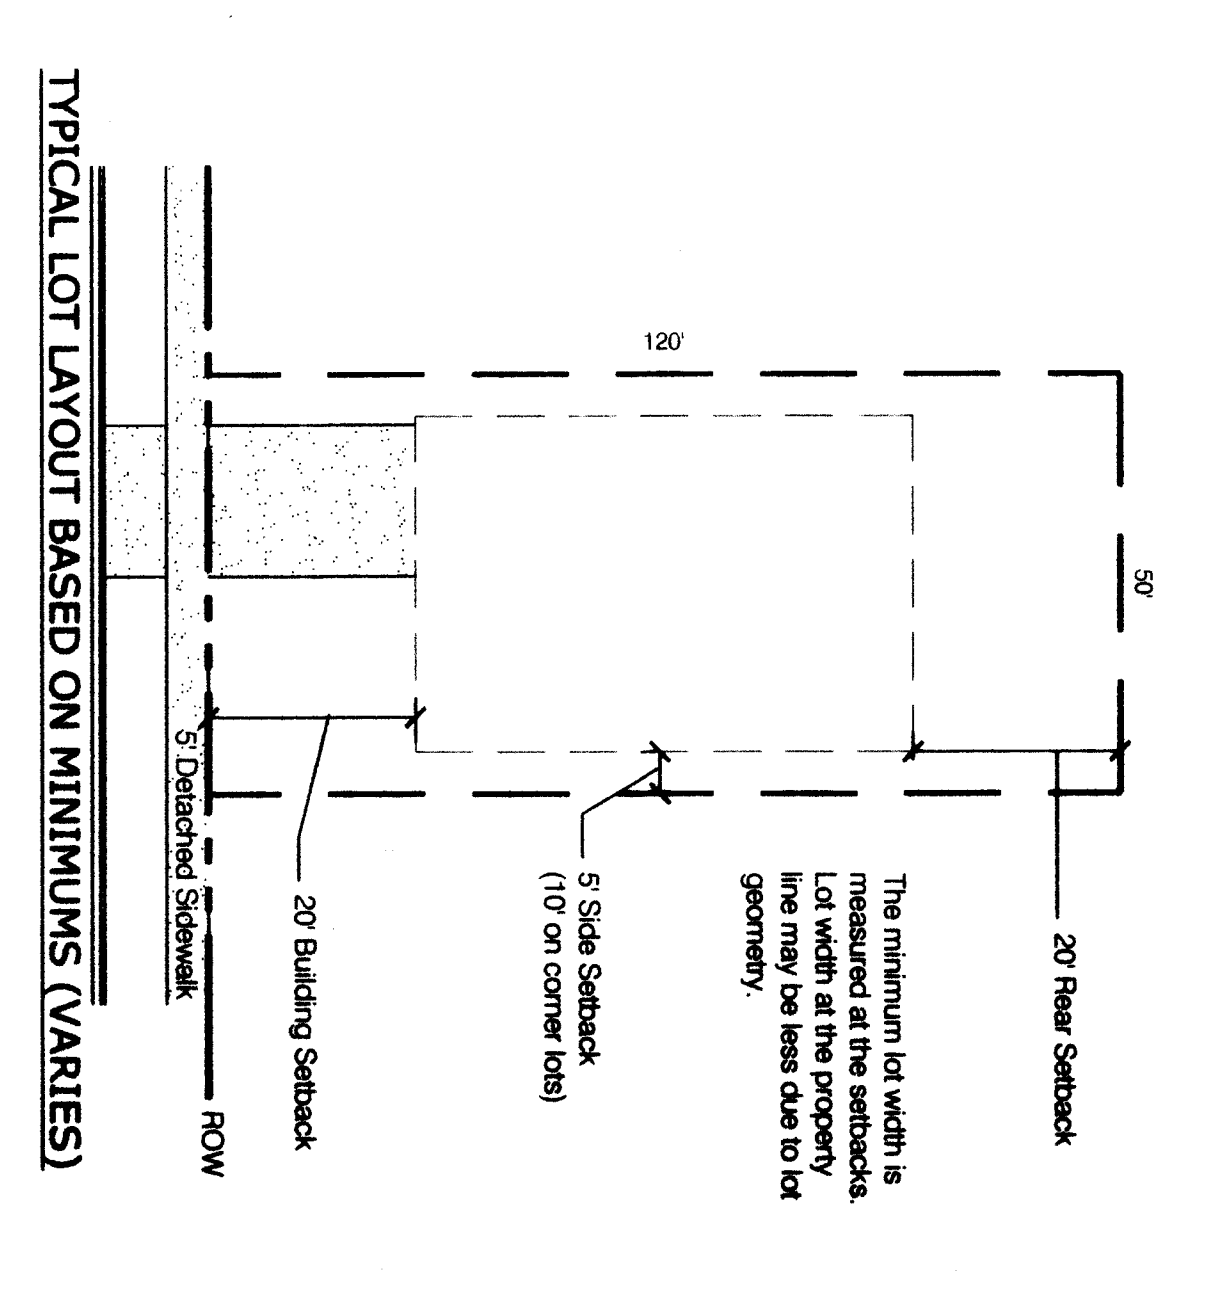 50'
120'
20' Rear Setback
The minimum lot width is
measured at the setbacks.
Lot width at the property
line may be less due to lot
geometry.
5' Side Setback
(10' on corner lots)
20' Building Setback
ROW
5' Detached Sidewalk
TYPICAL LOT LAYOUT BASED ON MINIMUMS (VARIES)